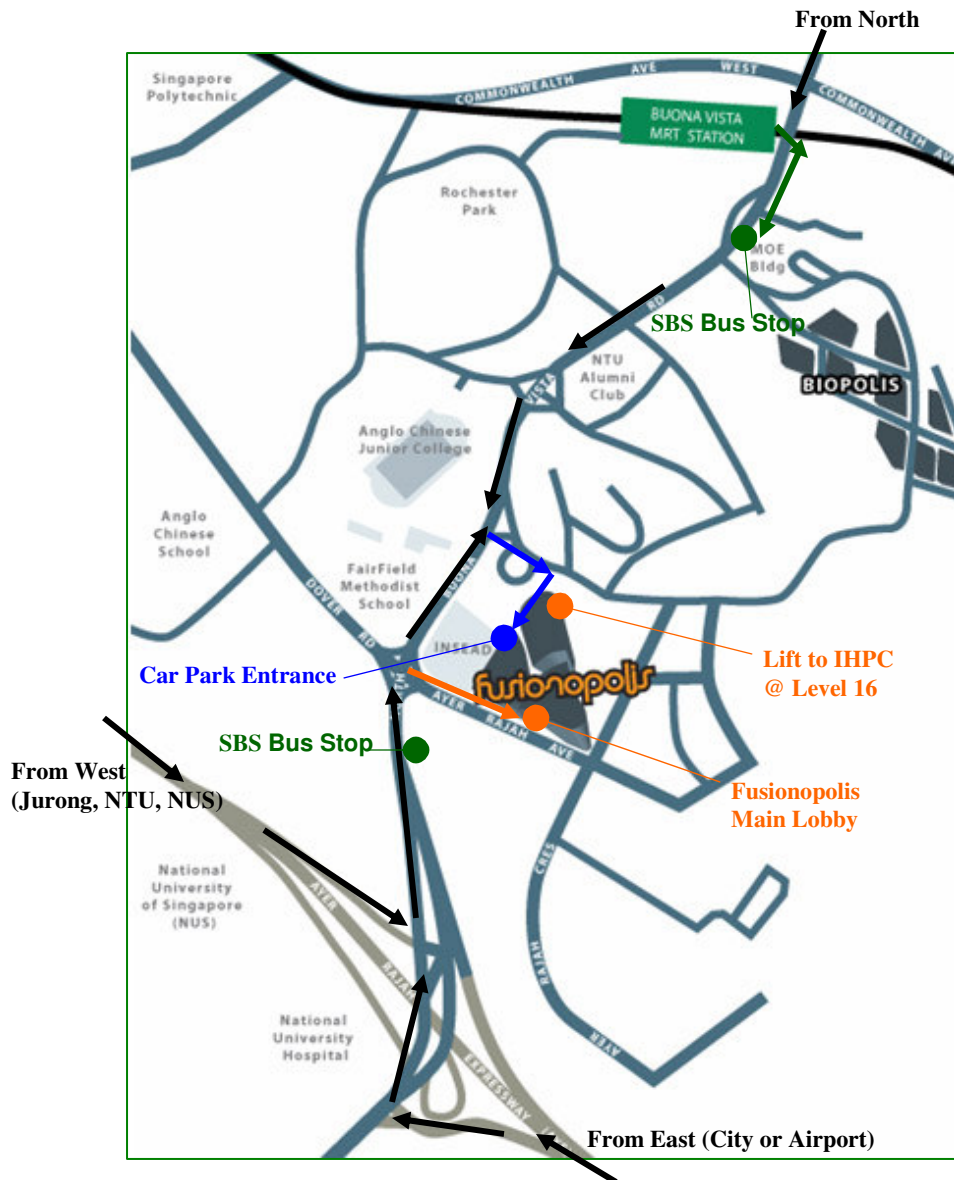 From North
Singapore
Polytechnic
COMMONWEALTH AVE WEST
COMMONWEALTH AVE
BUONA VISTA
MRT STATION
Rochester
Park
MOE
Bldg
RD
SBS Bus Stop
NTU
Alumni
Club
VISTA
BIOPOLIS
Anglo Chinese
Junior College
Anglo
Chinese
School
FairField
Methodist
School
BUONA
DOVER RD
INSEAD
Car Park Entrance
fusionopolis
Lift to IHPC
@ Level 16
AYER RAJAH AVE
SBS Bus Stop
From West
(Jurong, NTU, NUS)
Fusionopolis
Main Lobby
National
University
of Singapore
(NUS)
AYER RAJAH EXPRESSWAY
AYER RAJAH CRES
National
University
Hospital
From East (City or Airport)